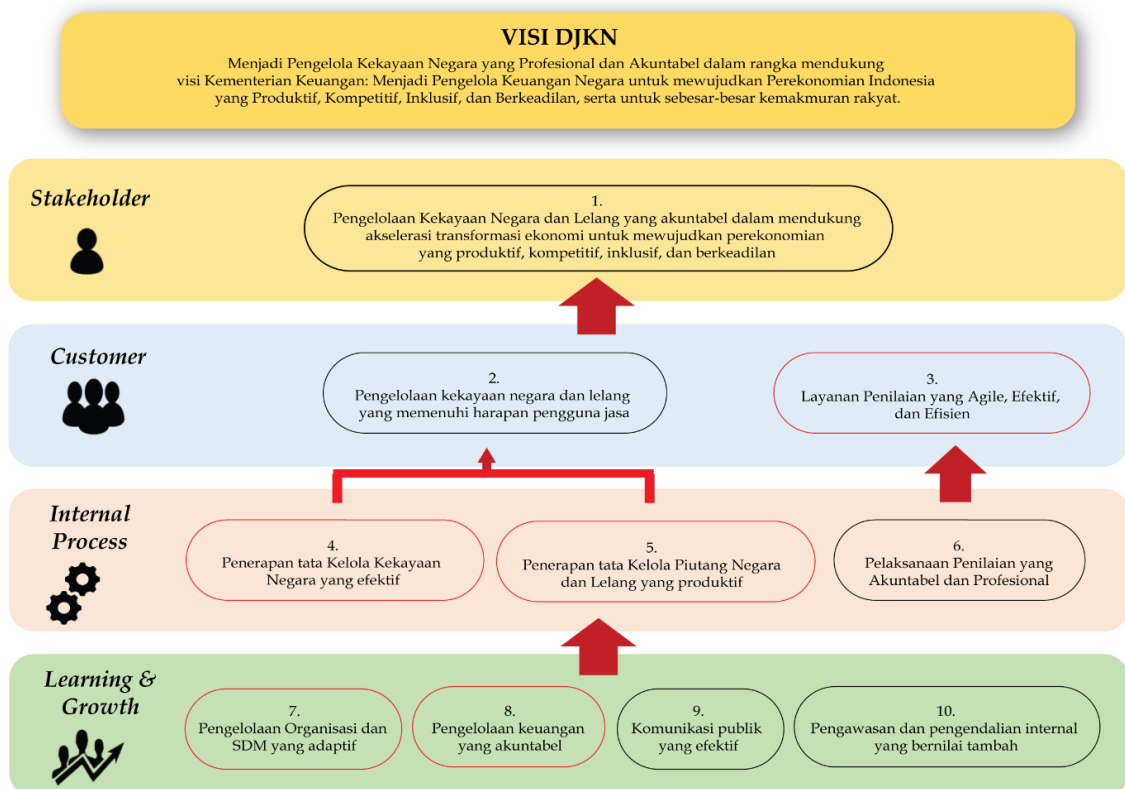 VISI DJKN
Menjadi Pengelola Kekayaan Negara yang Profesional dan Akuntabel dalam rangka mendukung
visi Kementerian Keuangan: Menjadi Pengelola Keuangan Negara untuk mewujudkan Perekonomian Indonesia
yang Produktif, Kompetitif, Inklusif, dan Berkeadilan, serta untuk sebesar-besar kemakmuran rakyat.
Stakeholder
1.
Pengelolaan Kekayaan Negara dan Lelang yang akuntabel dalam mendukung
akselerasi transformasi ekonomi untuk mewujudkan perekonomian
yang produktif, kompetitif, inklusif, dan berkeadilan
Customer
2.
Pengelolaan kekayaan negara dan lelang
yang memenuhi harapan pengguna jasa
3.
Layanan Penilaian yang Agile, Efektif,
dan Efisien
Internal
Process
4.
Penerapan tata Kelola Kekayaan
Negara yang efektif
5.
Penerapan tata Kelola Piutang Negara
dan Lelang yang produktif
6.
Pelaksanaan Penilaian yang
Akuntabel dan Profesional
Learning &
Growth
7.
Pengelolaan Organisasi dan
SDM yang adaptif
8.
Pengelolaan keuangan
yang akuntabel
9.
Komunikasi publik
yang efektif
10.
Pengawasan dan pengendalian internal
yang bernilai tambah